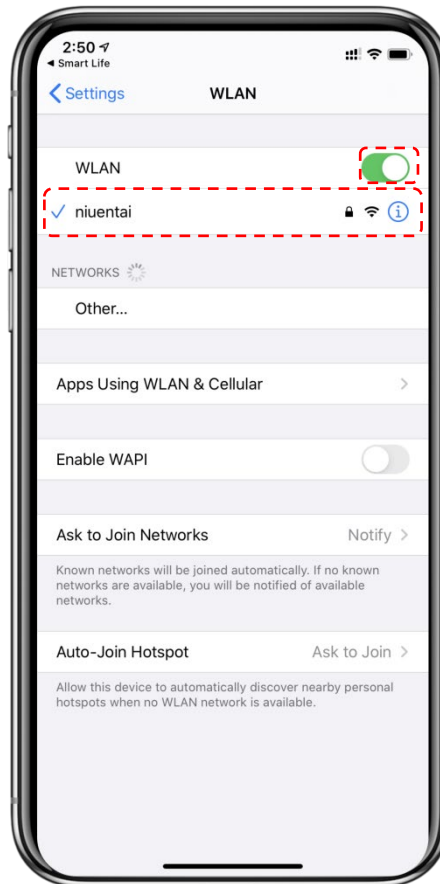 2:50
Smart Life
Settings WLAN
WLAN
niuentai
NETWORKS
Other...
Apps Using WLAN & Cellular
Enable WAPI
Ask to Join Networks Notify
Known networks will be joined automatically. If no known
networks are available, you will be notified of available
networks.
Auto-Join Hotspot Ask to Join
Allow this device to automatically discover nearby personal
hotspots when no WLAN network is available.